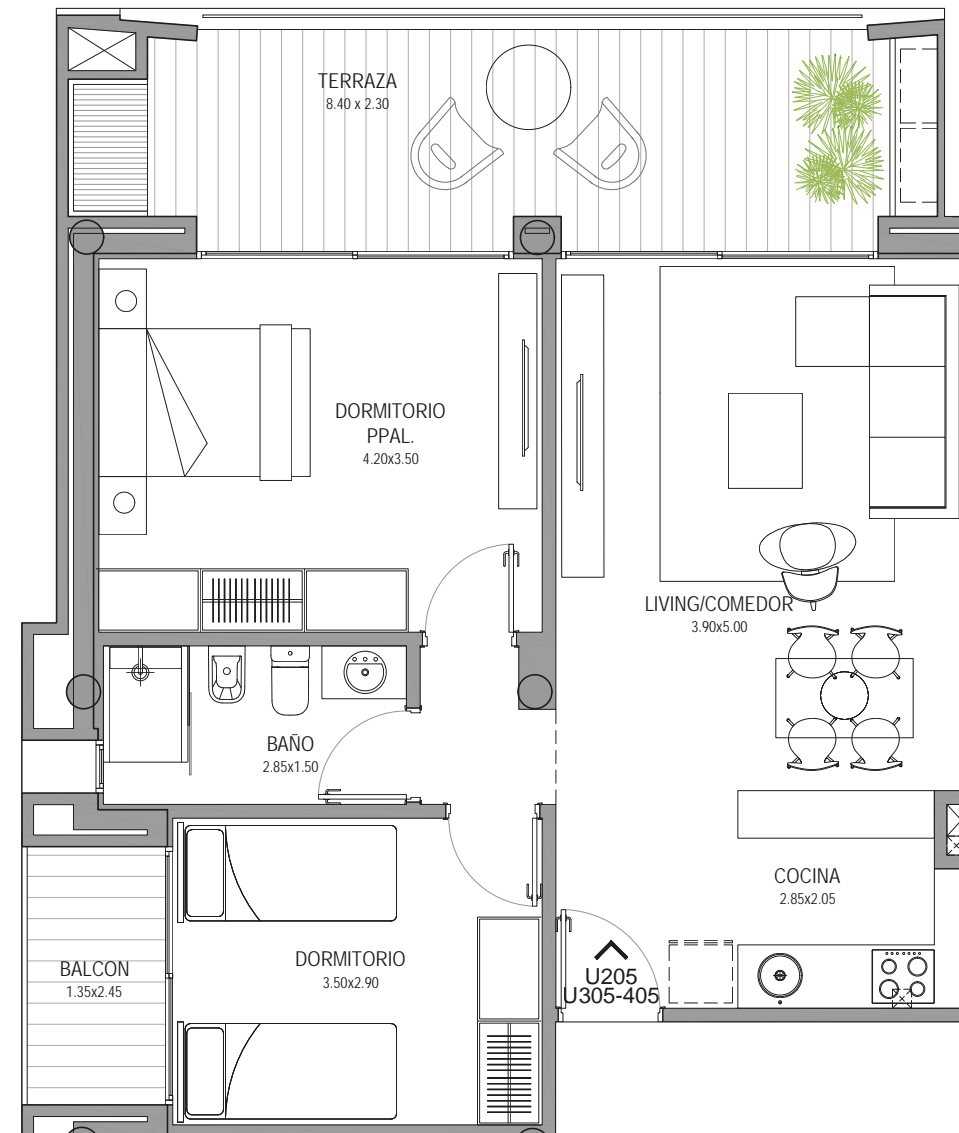 TERRAZA
8.40 x 2.30
DORMITORIO
PPAL.
4.20x3.50
LIVING/COMEDOR
3.90x5.00
BAÑO
2.85x1.50
COCINA
2.85x2.05
DORMITORIO
3.50x2.90
BALCON
1.35x2.45
U205
U305-405